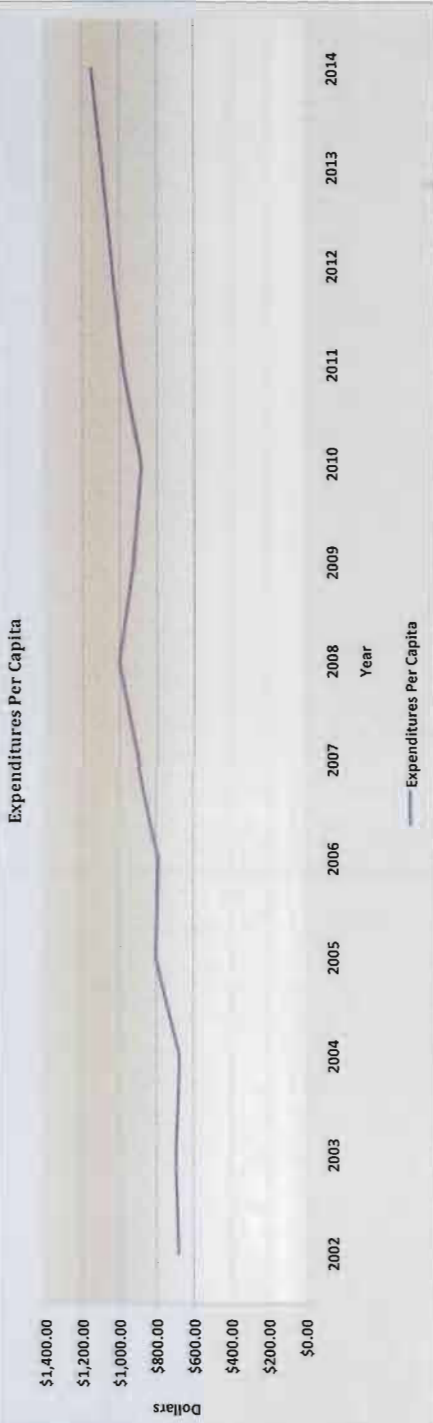 Expenditures Per Capita
$1,400.00
$1,200.00
$1,000.00
$800.00
$600.00
$400.00
$200.00
$0.00
Dollars
2002 2003 2004 2005 2006 2007 2008 2009 2010 2011 2012 2013 2014
Year
Expenditures Per Capita